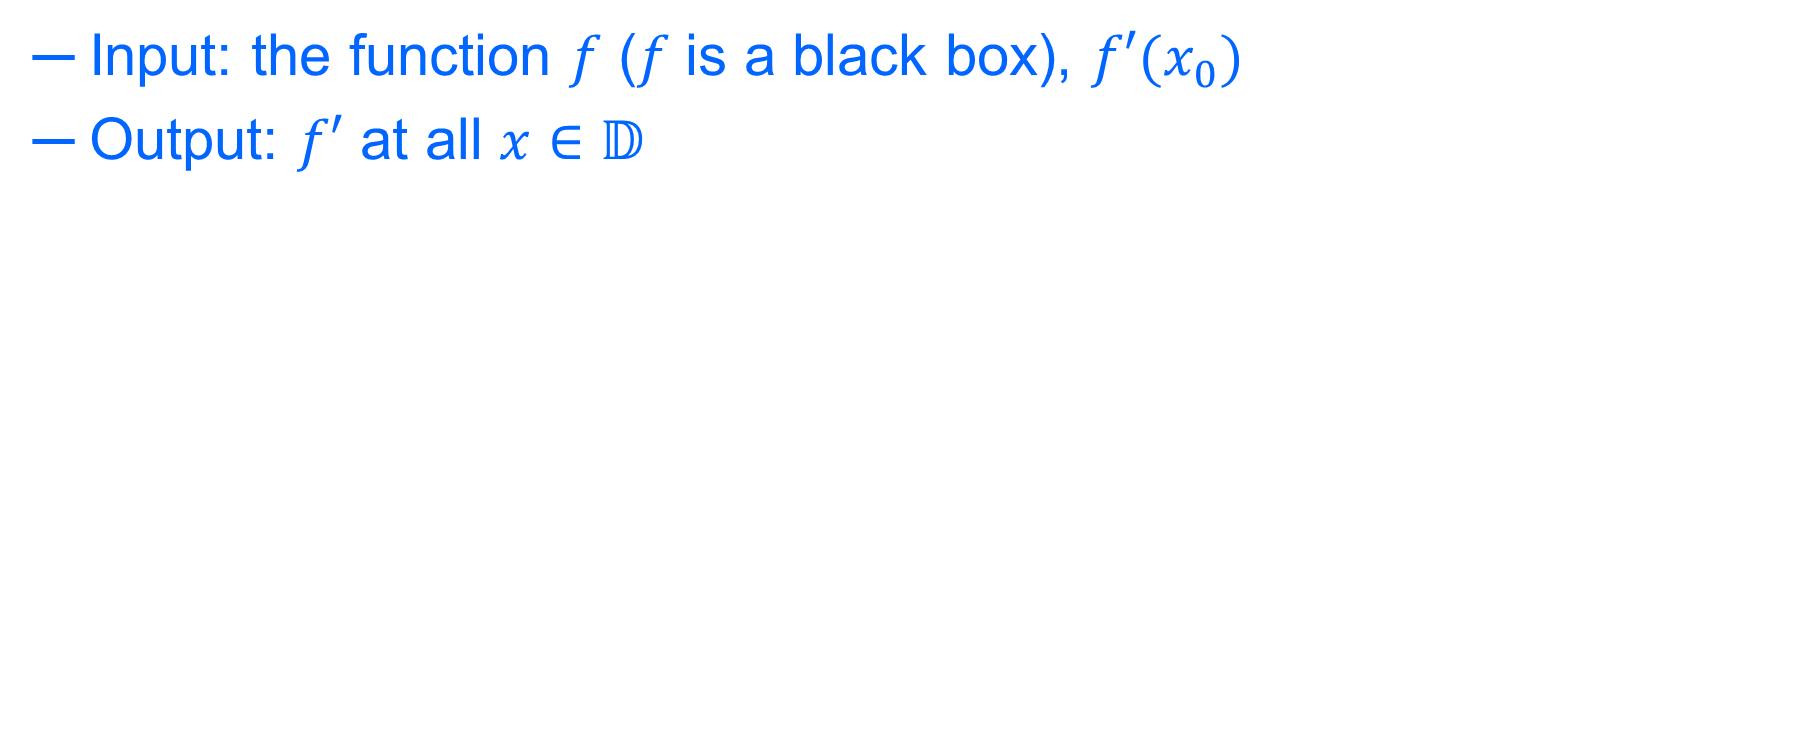 — Input: the function 𝑓 (𝑓 is a black box), 𝑓′(𝑥₀)
— Output: 𝑓′ at all 𝑥 ∈ 𝔻